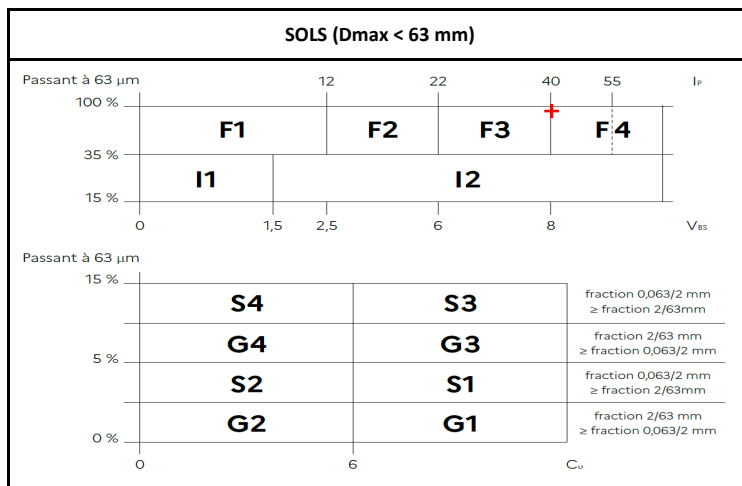 SOLS (Dmax < 63 mm)
Passant à 63 µm 12 22 40 55 Iₚ
100 %
F1 F2 F3 F4
35 %
I1 I2
15 %
0 1,5 2,5 6 8 V_BS
Passant à 63 µm
15 %
S4 S3 fraction 0,063/2 mm
≥ fraction 2/63mm
G4 G3 fraction 2/63 mm
≥ fraction 0,063/2 mm
5 %
S2 S1 fraction 0,063/2 mm
≥ fraction 2/63mm
G2 G1 fraction 2/63 mm
≥ fraction 0,063/2 mm
0 %
0 6 Cᵤ